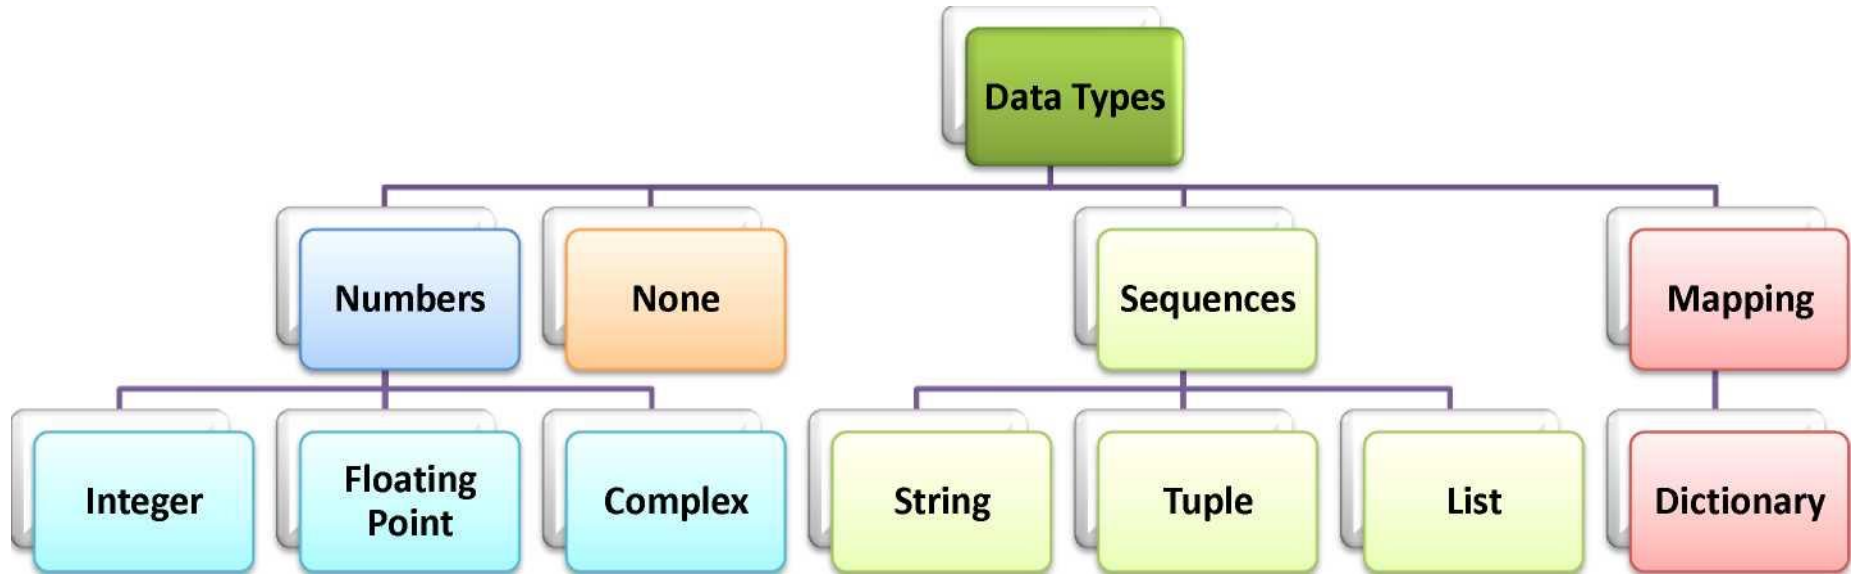 Data Types
Numbers
None
Sequences
Mapping
Integer
Floating
Point
Complex
String
Tuple
List
Dictionary